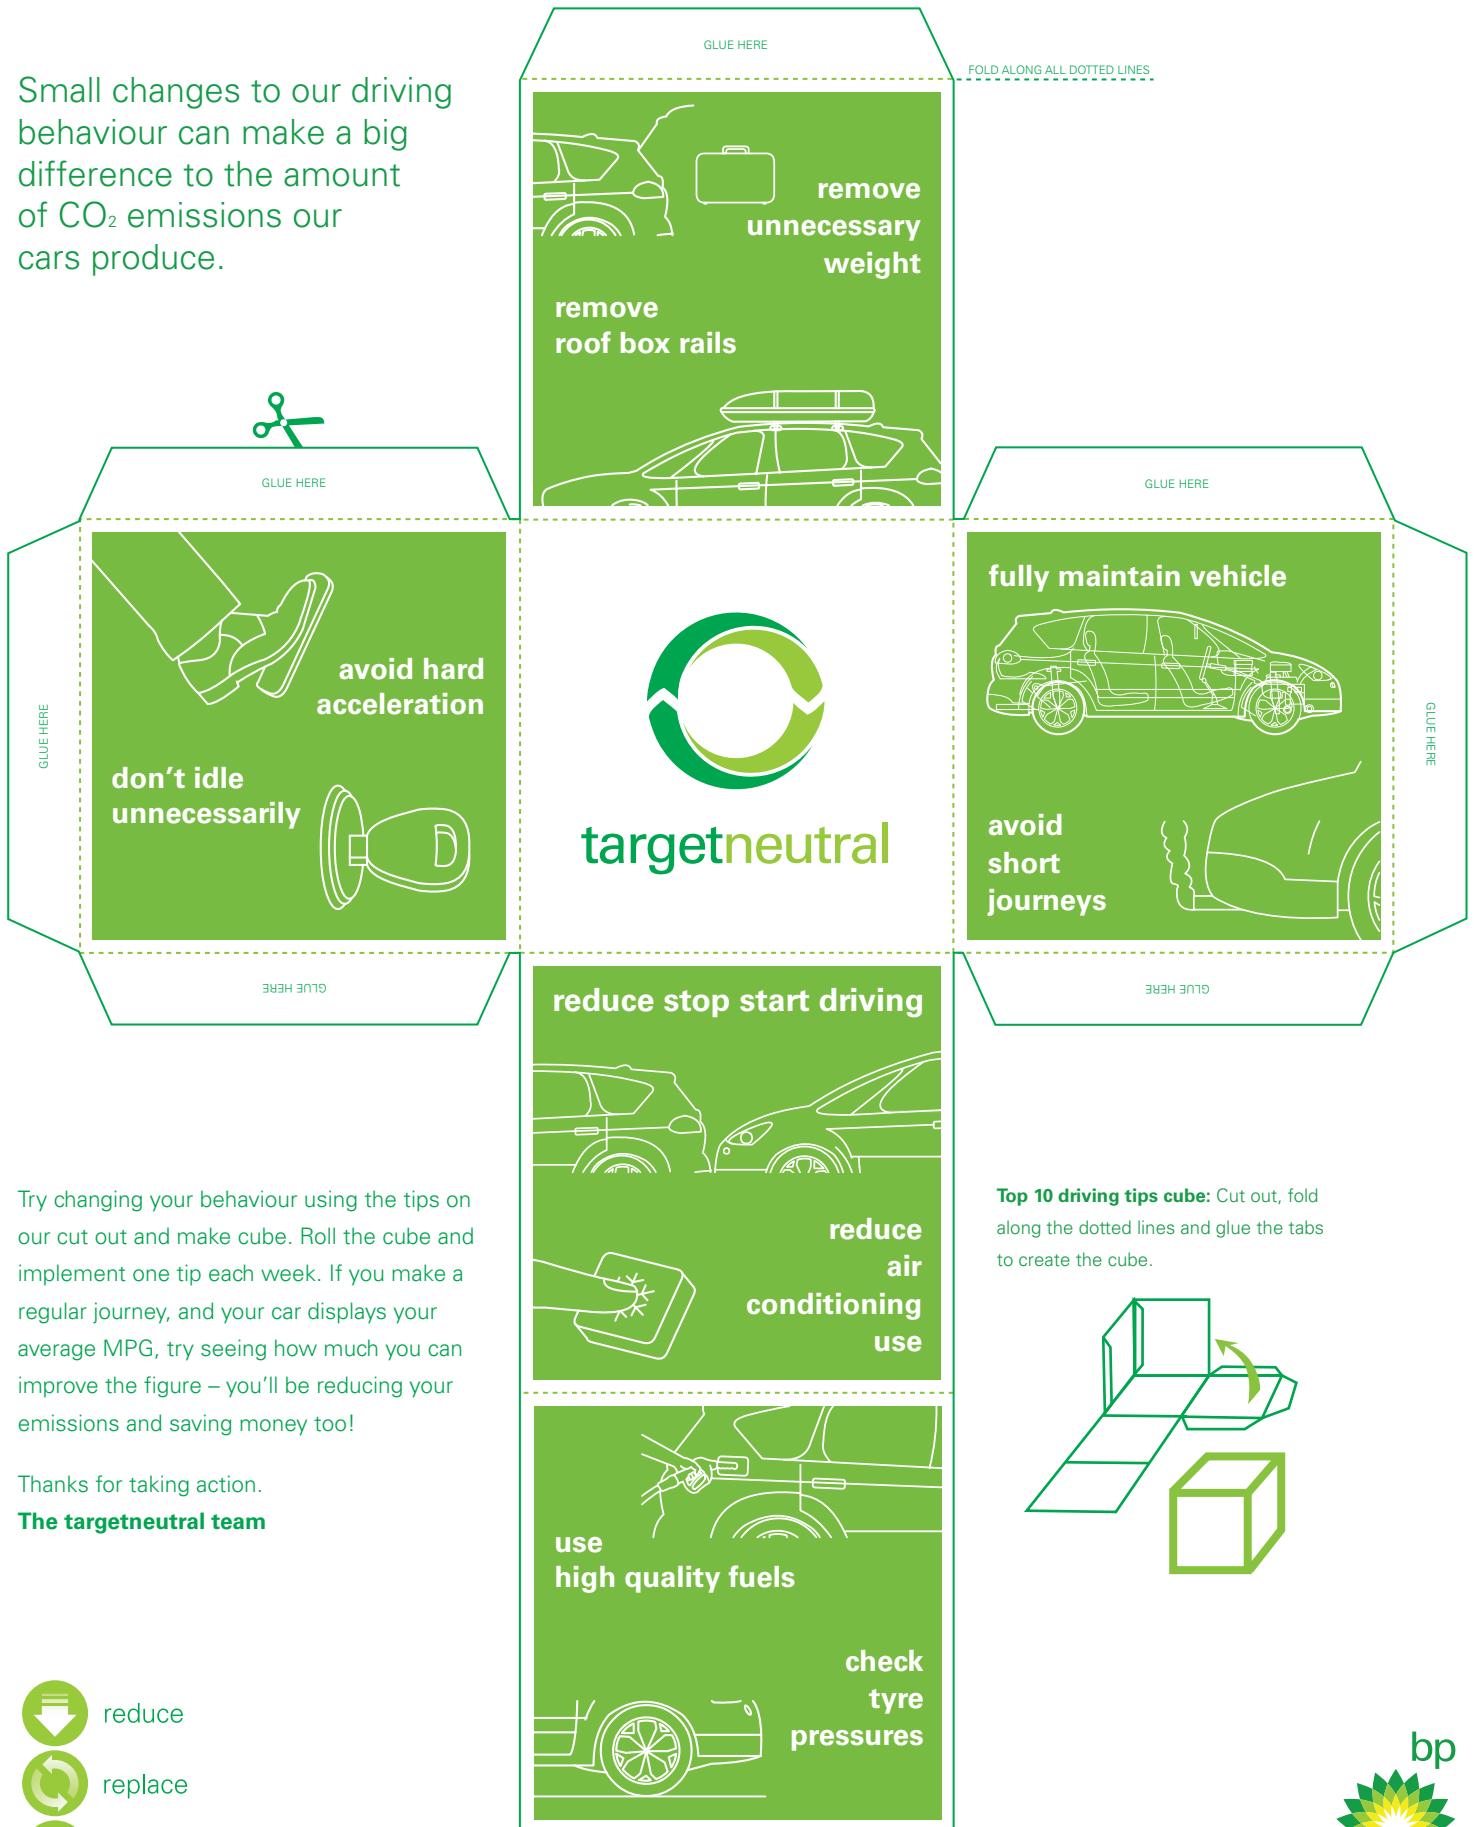 GLUE HERE
FOLD ALONG ALL DOTTED LINES
Small changes to our driving
behaviour can make a big
difference to the amount
of CO₂ emissions our
cars produce.
remove
unnecessary
weight
remove
roof box rails
GLUE HERE
GLUE HERE
GLUE HERE
avoid hard
acceleration
don't idle
unnecessarily
targetneutral
fully maintain vehicle
avoid
short
journeys
GLUE HERE
GLUE HERE
GLUE HERE
reduce stop start driving
reduce
air
conditioning
use
Try changing your behaviour using the tips on
our cut out and make cube. Roll the cube and
implement one tip each week. If you make a
regular journey, and your car displays your
average MPG, try seeing how much you can
improve the figure – you'll be reducing your
emissions and saving money too!
Thanks for taking action.
The targetneutral team
Top 10 driving tips cube: Cut out, fold
along the dotted lines and glue the tabs
to create the cube.
use
high quality fuels
check
tyre
pressures
reduce
replace
bp